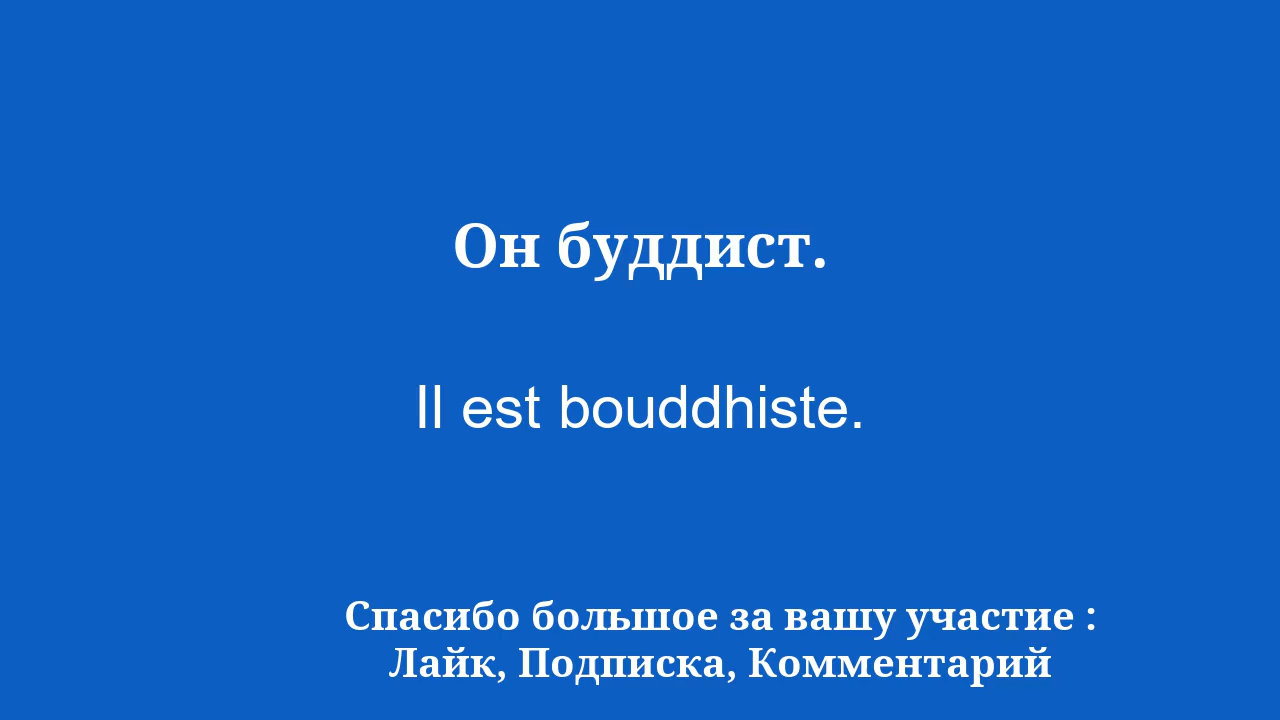 Он буддист.
Il est bouddhiste.
Спасибо большое за вашу участие :
Лайк, Подписка, Комментарий